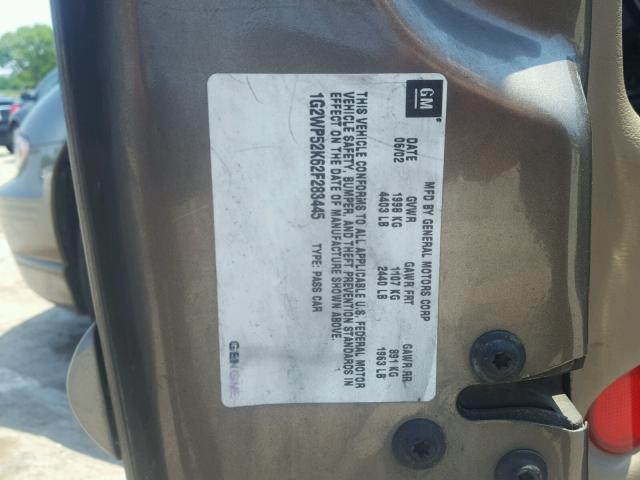 GM
MFD BY GENERAL MOTORS CORP
DATE GVWR GAWR FRT GAWR RR
06/02 1998 KG 1107 KG 891 KG
4403 LB 2440 LB 1963 LB
THIS VEHICLE CONFORMS TO ALL APPLICABLE U.S. FEDERAL MOTOR
VEHICLE SAFETY, BUMPER, AND THEFT PREVENTION STANDARDS IN
EFFECT ON THE DATE OF MANUFACTURE SHOWN ABOVE.
1G2WP52K62F283445 TYPE: PASS CAR